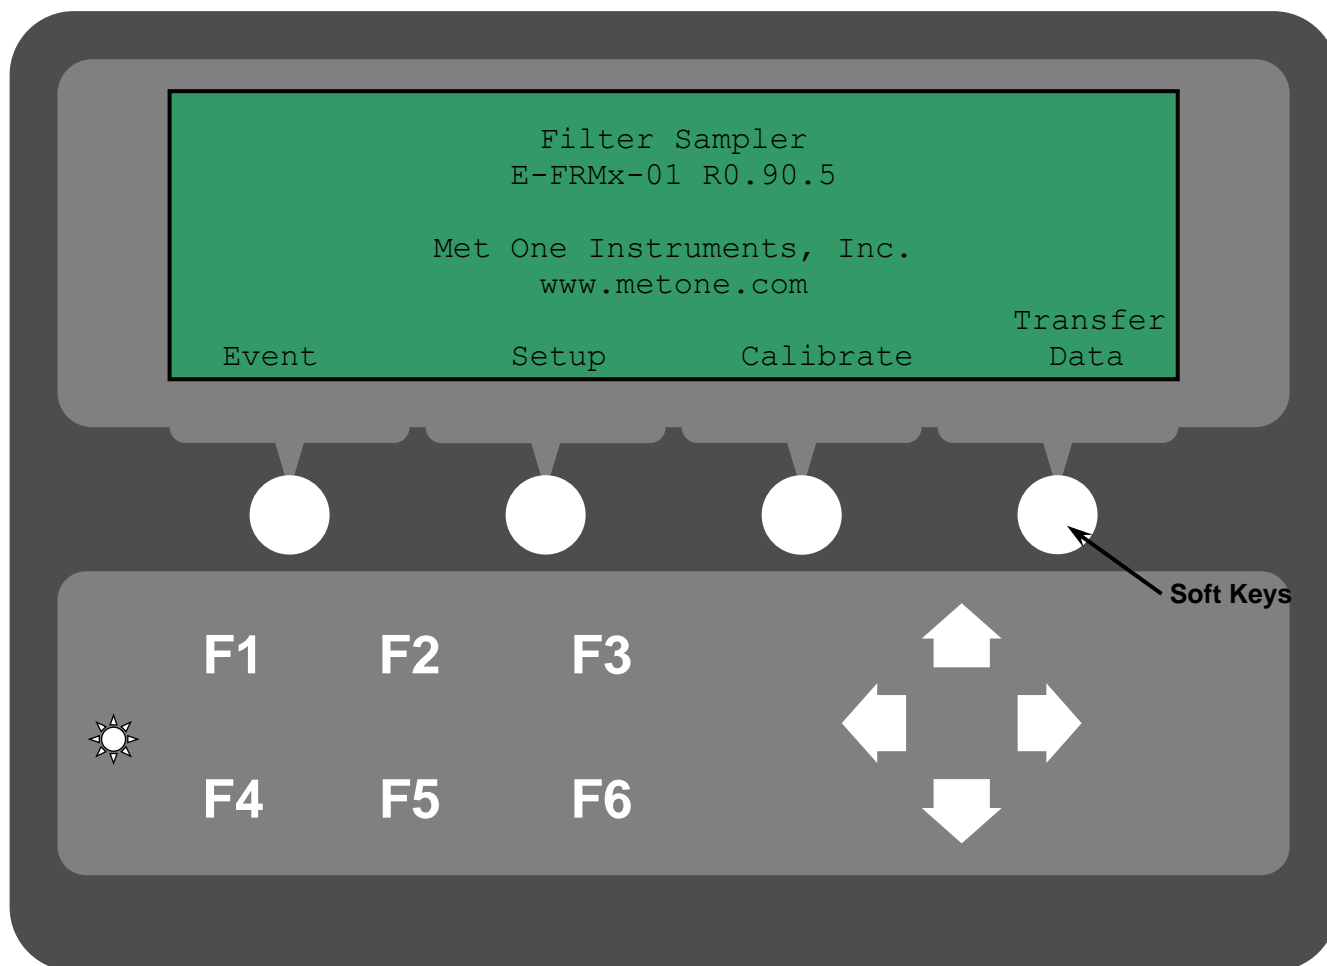 Filter Sampler
E-FRMx-01 R0.90.5
Met One Instruments, Inc.
www.metone.com
Transfer
Event Setup Calibrate Data
Soft Keys
F1 F2 F3
F4 F5 F6